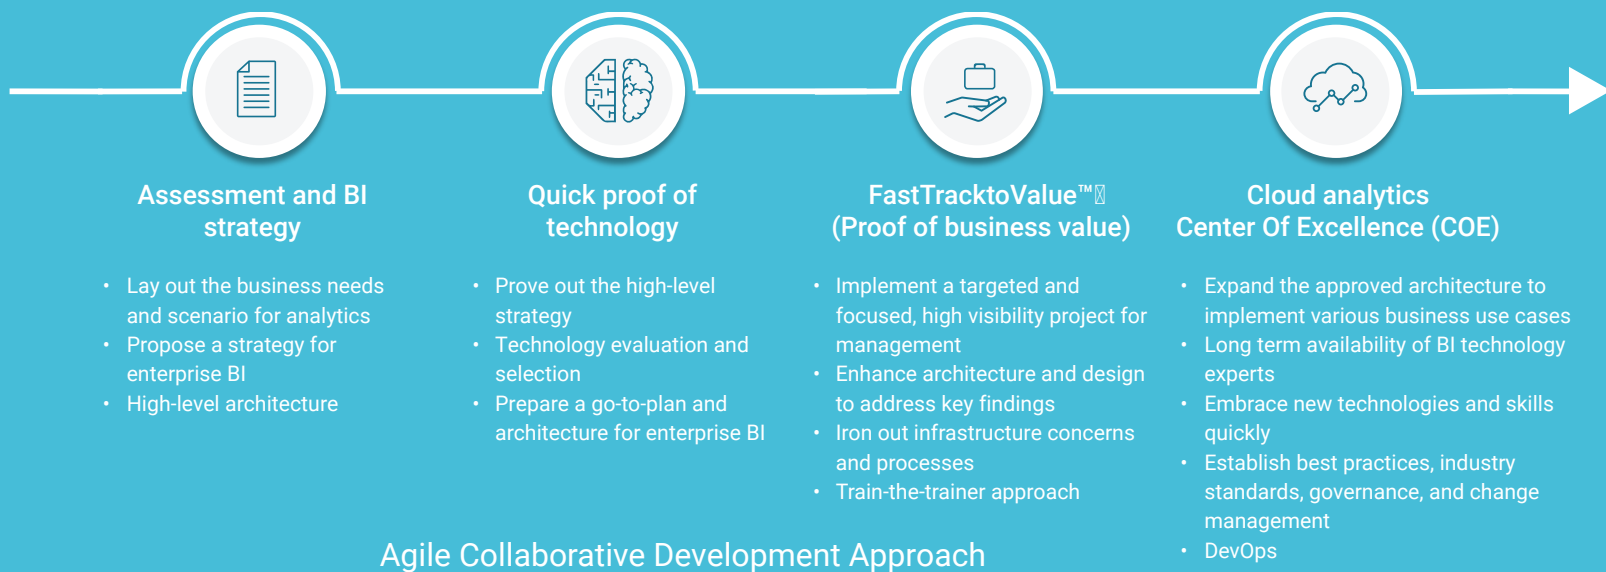 Assessment and BI
strategy
• Lay out the business needs
and scenario for analytics
• Propose a strategy for
enterprise BI
• High-level architecture
Quick proof of
technology
• Prove out the high-level
strategy
• Technology evaluation and
selection
• Prepare a go-to-plan and
architecture for enterprise BI
FastTracktoValue™
(Proof of business value)
• Implement a targeted and
focused, high visibility project for
management
• Enhance architecture and design
to address key findings
• Iron out infrastructure concerns
and processes
• Train-the-trainer approach
Cloud analytics
Center Of Excellence (COE)
• Expand the approved architecture to
implement various business use cases
• Long term availability of BI technology
experts
• Embrace new technologies and skills
quickly
• Establish best practices, industry
standards, governance, and change
management
• DevOps
Agile Collaborative Development Approach